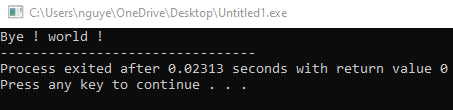 C:\Users\nguye\OneDrive\Desktop\Untitled1.exe
Bye ! world !
--------------------------------
Process exited after 0.02313 seconds with return value 0
Press any key to continue . . .